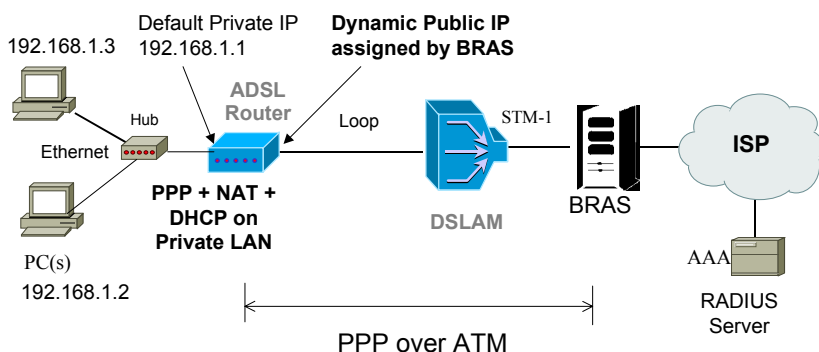 Default Private IP
192.168.1.1
Dynamic Public IP
assigned by BRAS
192.168.1.3
ADSL
Router
Hub
Loop
STM-1
Ethernet
ISP
PPP + NAT +
DHCP on
Private LAN
DSLAM
BRAS
PC(s)
192.168.1.2
AAA
RADIUS
Server
PPP over ATM